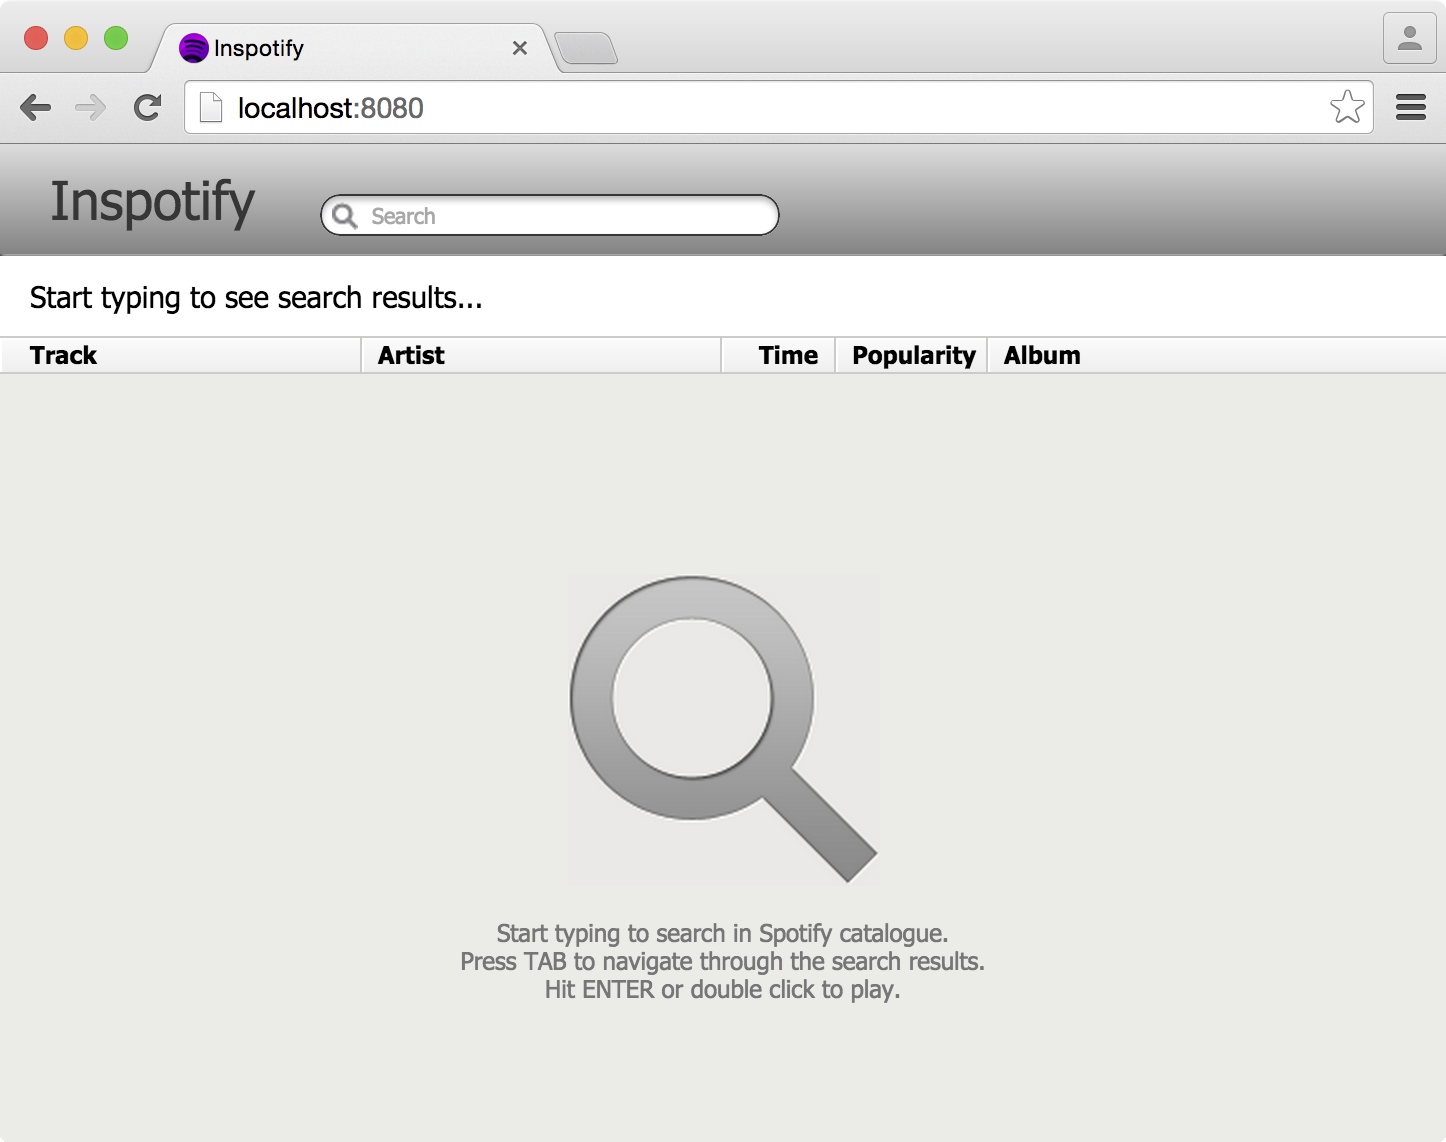 Inspotify
localhost:8080
Inspotify
Search
Start typing to see search results...
Track Artist Time Popularity Album
Start typing to search in Spotify catalogue.
Press TAB to navigate through the search results.
Hit ENTER or double click to play.